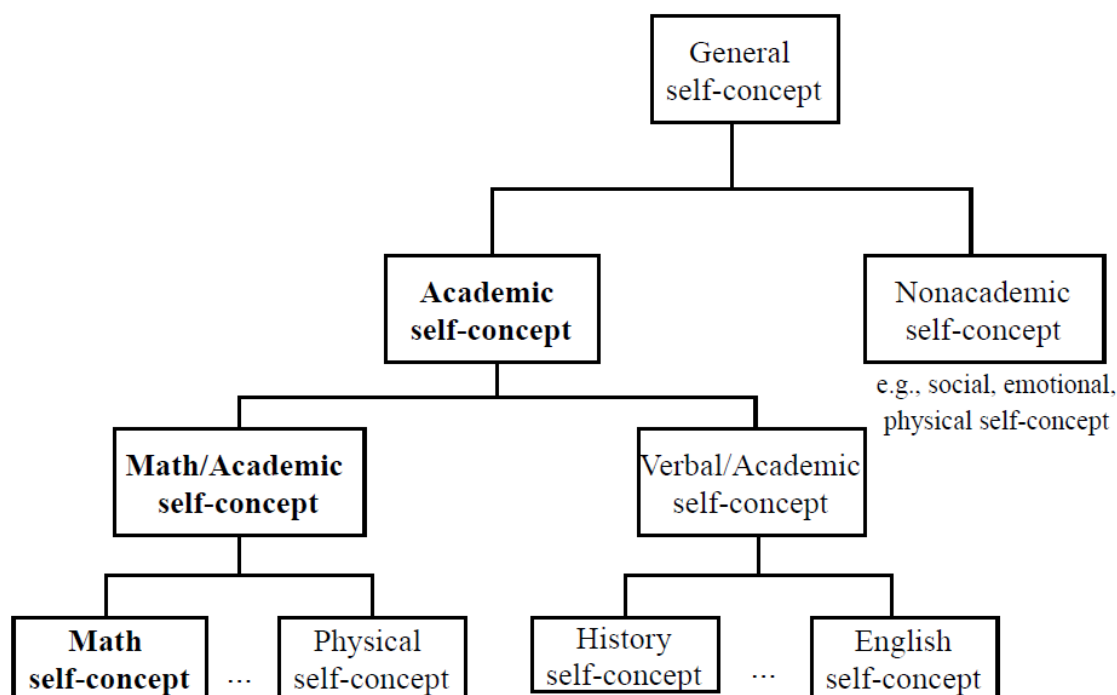 General
self-concept
Academic
self-concept
Nonacademic
self-concept
e.g., social, emotional,
physical self-concept
Math/Academic
self-concept
Verbal/Academic
self-concept
Math
self-concept
...
Physical
self-concept
History
self-concept
...
English
self-concept